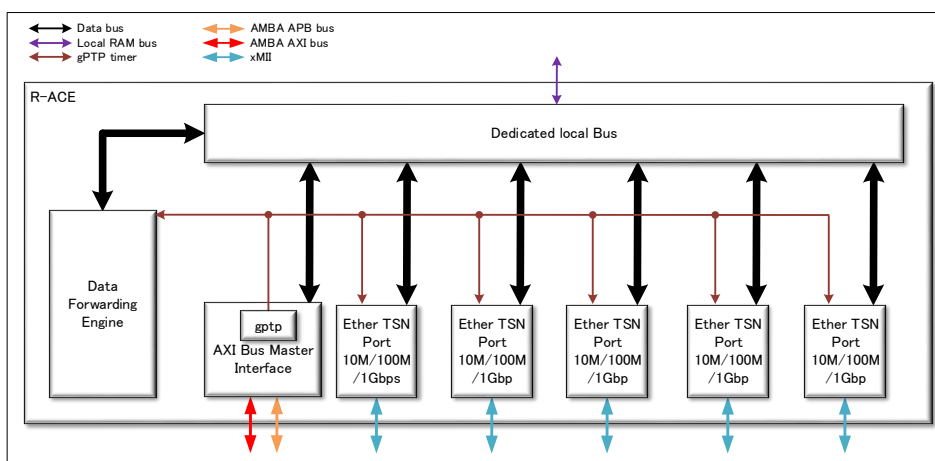 Data bus
AMBA APB bus
Local RAM bus
AMBA AXI bus
gPTP timer
xMII
R-ACE
Dedicated local Bus
Data
Forwarding
Engine
gptp
AXI Bus Master
Interface
Ether TSN
Port
10M/100M
/1Gbps
Ether TSN
Port
10M/100M
/1Gbp
Ether TSN
Port
10M/100M
/1Gbp
Ether TSN
Port
10M/100M
/1Gbp
Ether TSN
Port
10M/100M
/1Gbp